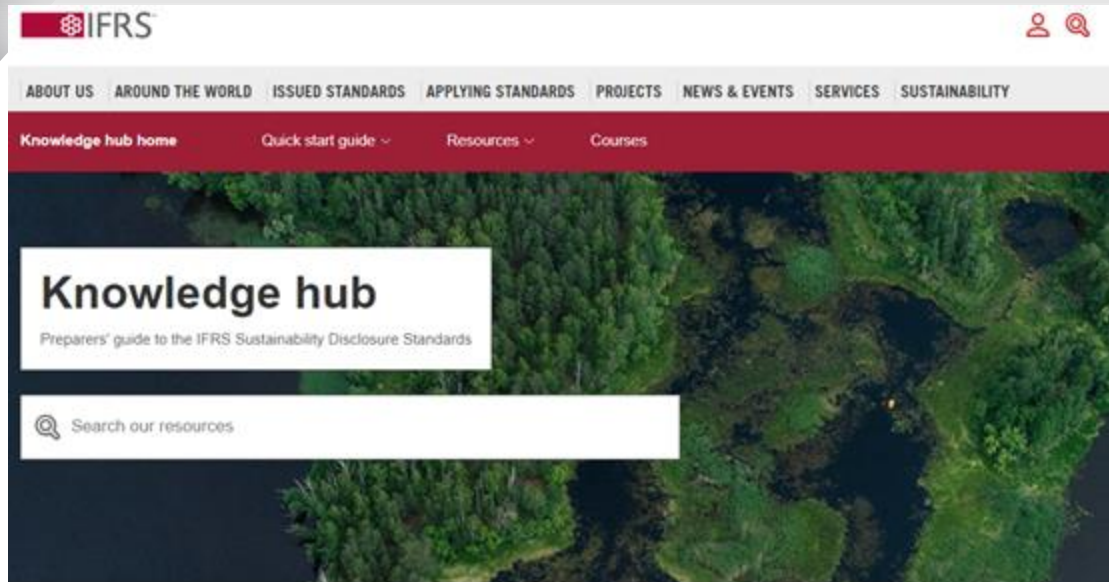 IFRS
ABOUT US AROUND THE WORLD ISSUED STANDARDS APPLYING STANDARDS PROJECTS NEWS & EVENTS SERVICES SUSTAINABILITY
Knowledge hub home Quick start guide Resources Courses
Knowledge hub
Preparers' guide to the IFRS Sustainability Disclosure Standards
Search our resources